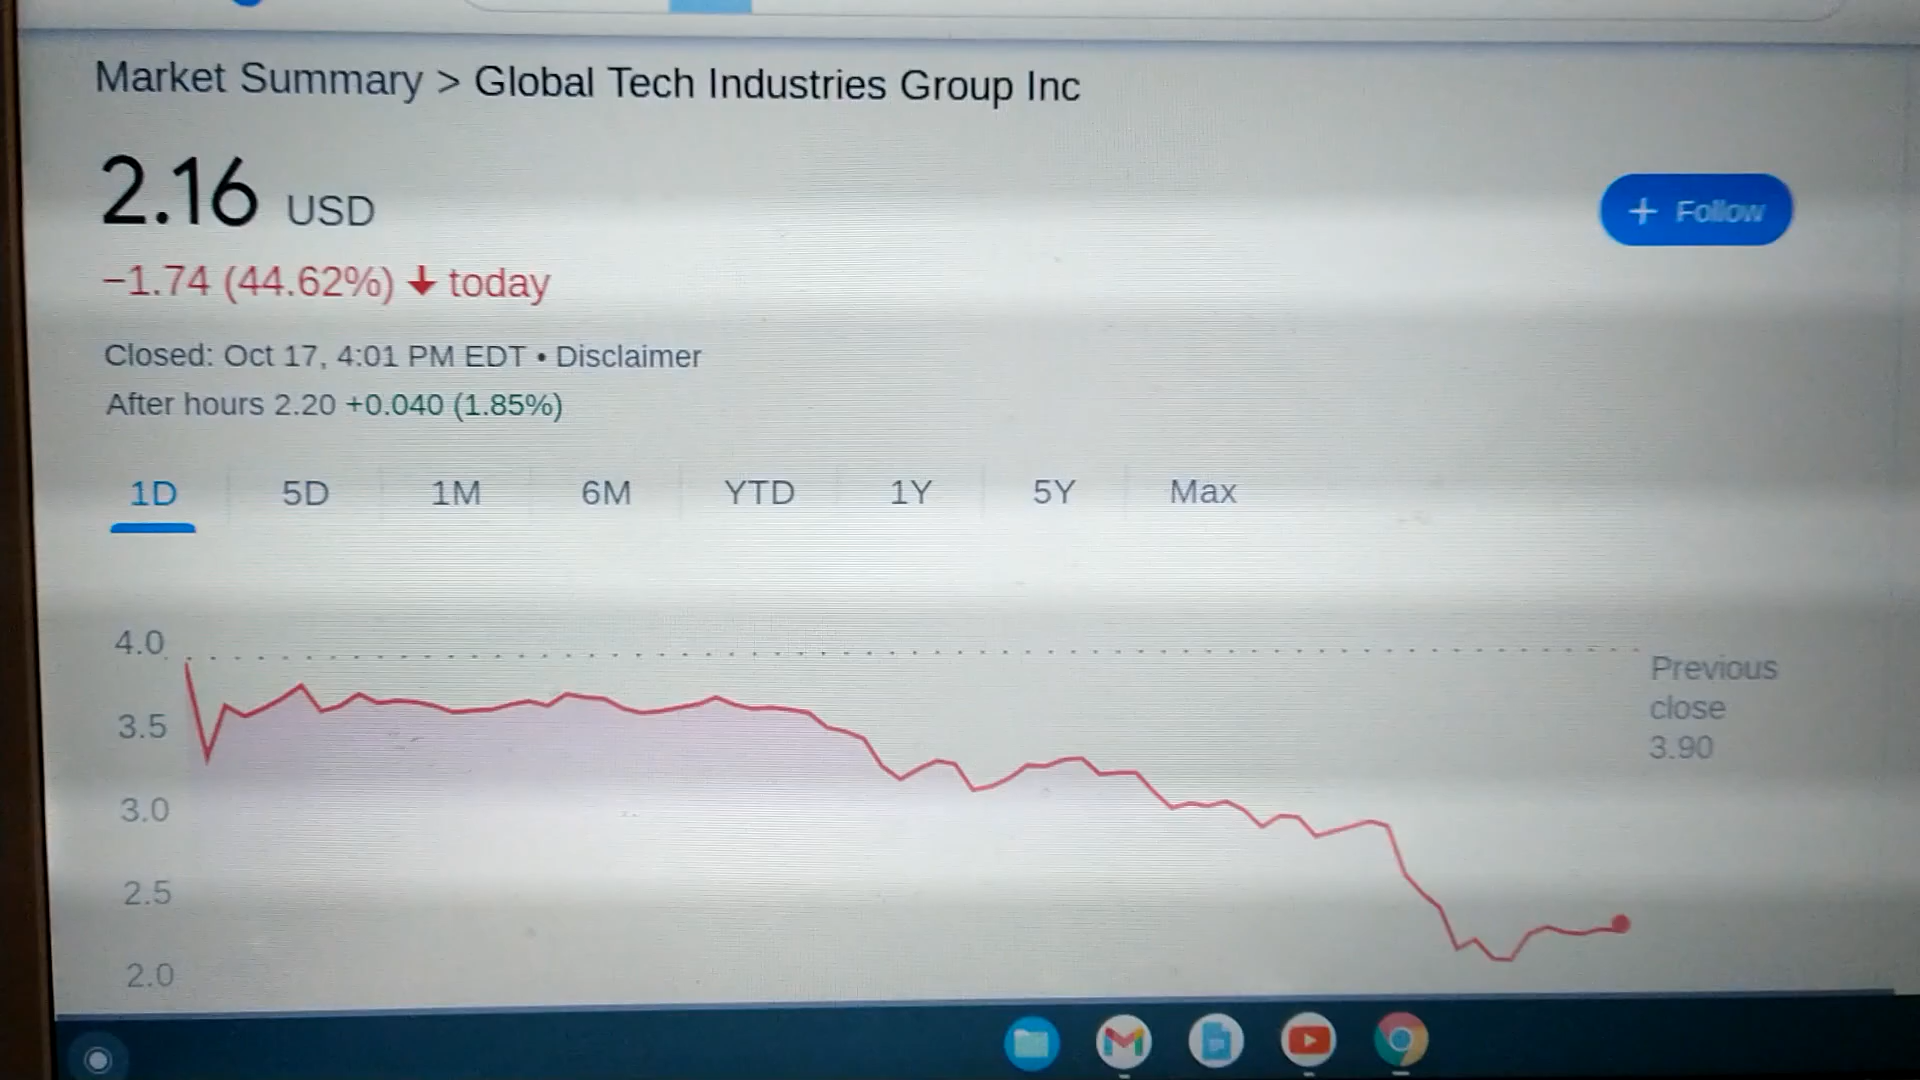 Market Summary > Global Tech Industries Group Inc
2.16 USD
+ Follow
−1.74 (44.62%) ↓ today
Closed: Oct 17, 4:01 PM EDT • Disclaimer
After hours 2.20 +0.040 (1.85%)
1D 5D 1M 6M YTD 1Y 5Y Max
4.0
Previous
close
3.90
3.5
3.0
2.5
2.0